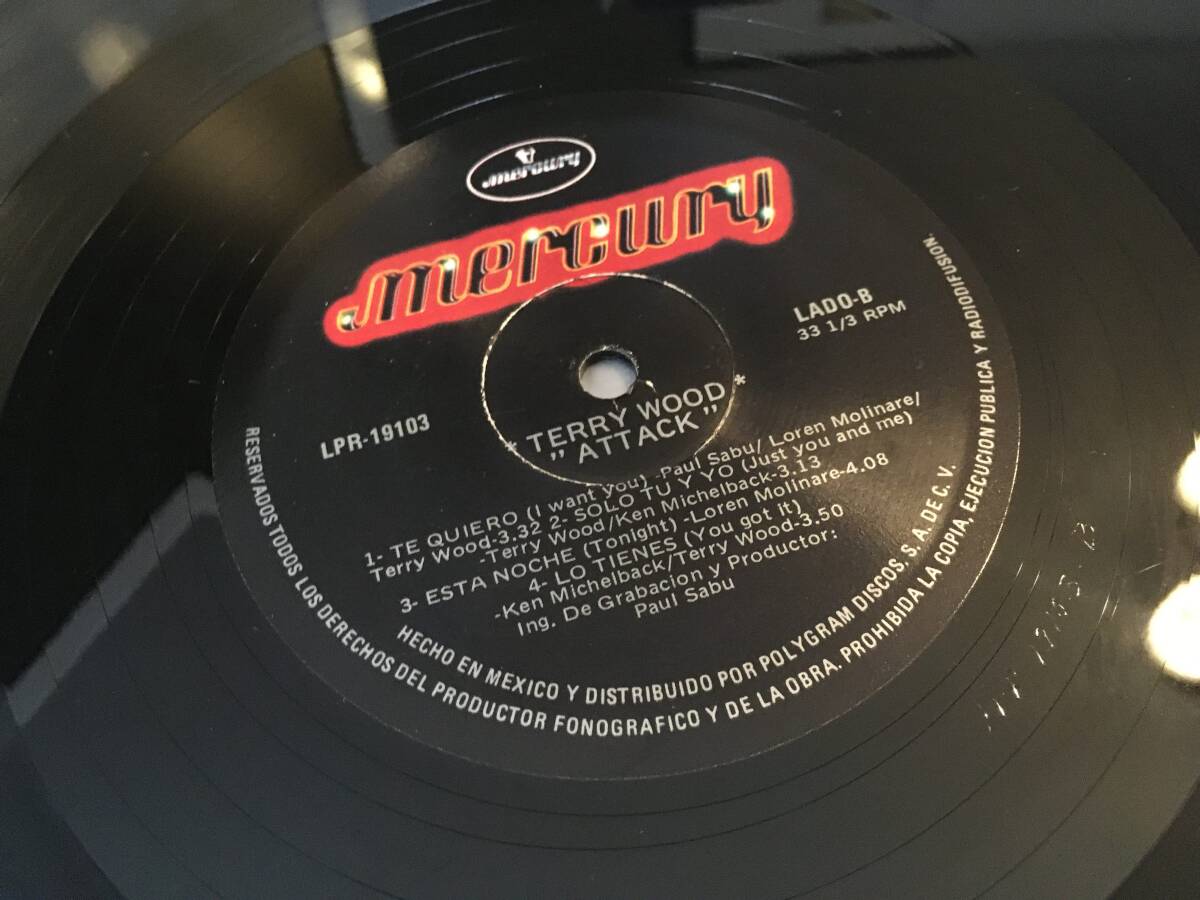 mercury
mercury
LADO-B
33 1/3 RPM
LPR-19103
* TERRY WOOD *
" ATTACK "
1- TE QUIERO (I want you) -Paul Sabu/ Loren Molinare/
Terry Wood-3.32 2- SOLO TU Y YO (Just you and me)
-Terry Wood/Ken Michelback-3.13
3- ESTA NOCHE (Tonight) -Loren Molinare-4.08
4- LO TIENES (You got it)
-Ken Michelback/Terry Wood-3.50
Ing. De Grabacion y Productor:
Paul Sabu
HECHO EN MEXICO Y DISTRIBUIDO POR POLYGRAM DISCOS, S. A. DE C. V.
RESERVADOS TODOS LOS DERECHOS DEL PRODUCTOR FONOGRAFICO Y DE LA OBRA. PROHIBIDA LA COPIA, EJECUCION PUBLICA Y RADIODIFUSION.